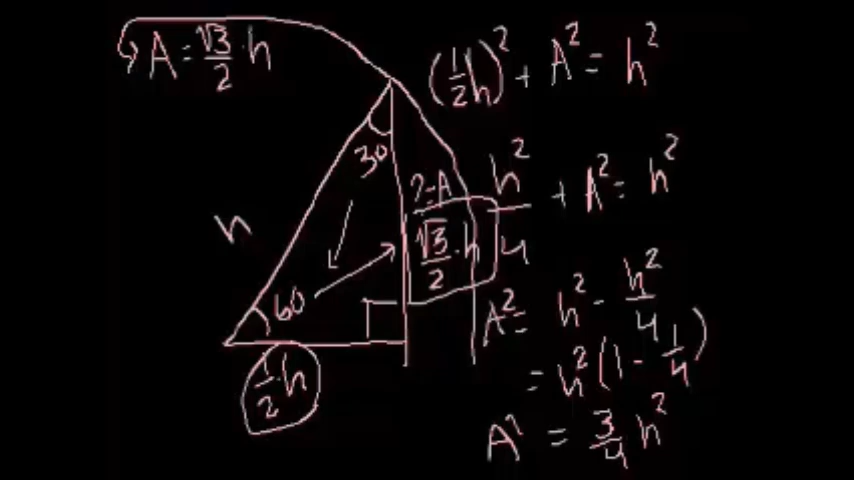 A = √3/2 · h
(1/2 h)² + A² = h²
30
?=A
h²/4 + A² = h²
h
√3/2 · h
60
A² = h² - h²/4
= h² (1 - 1/4)
1/2 · h
A² = 3/4 h²